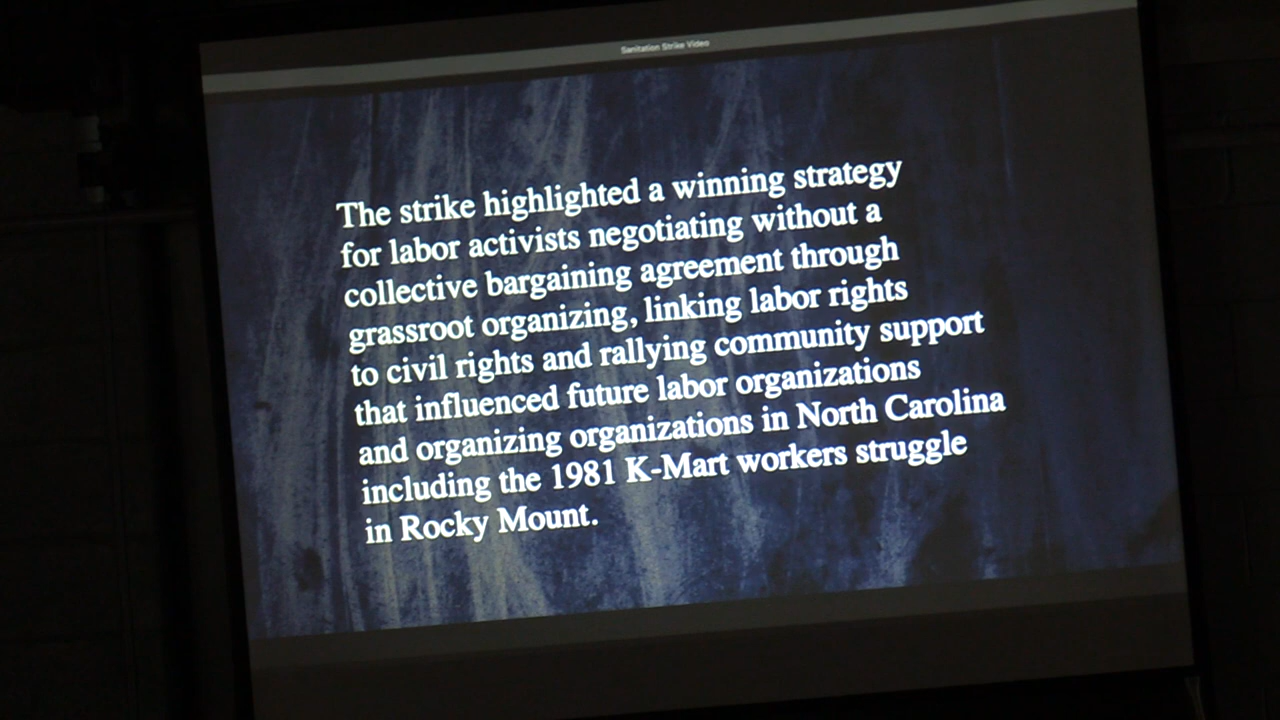 Sanitation Strike Video
The strike highlighted a winning strategy
for labor activists negotiating without a
collective bargaining agreement through
grassroot organizing, linking labor rights
to civil rights and rallying community support
that influenced future labor organizations
and organizing organizations in North Carolina
including the 1981 K-Mart workers struggle
in Rocky Mount.